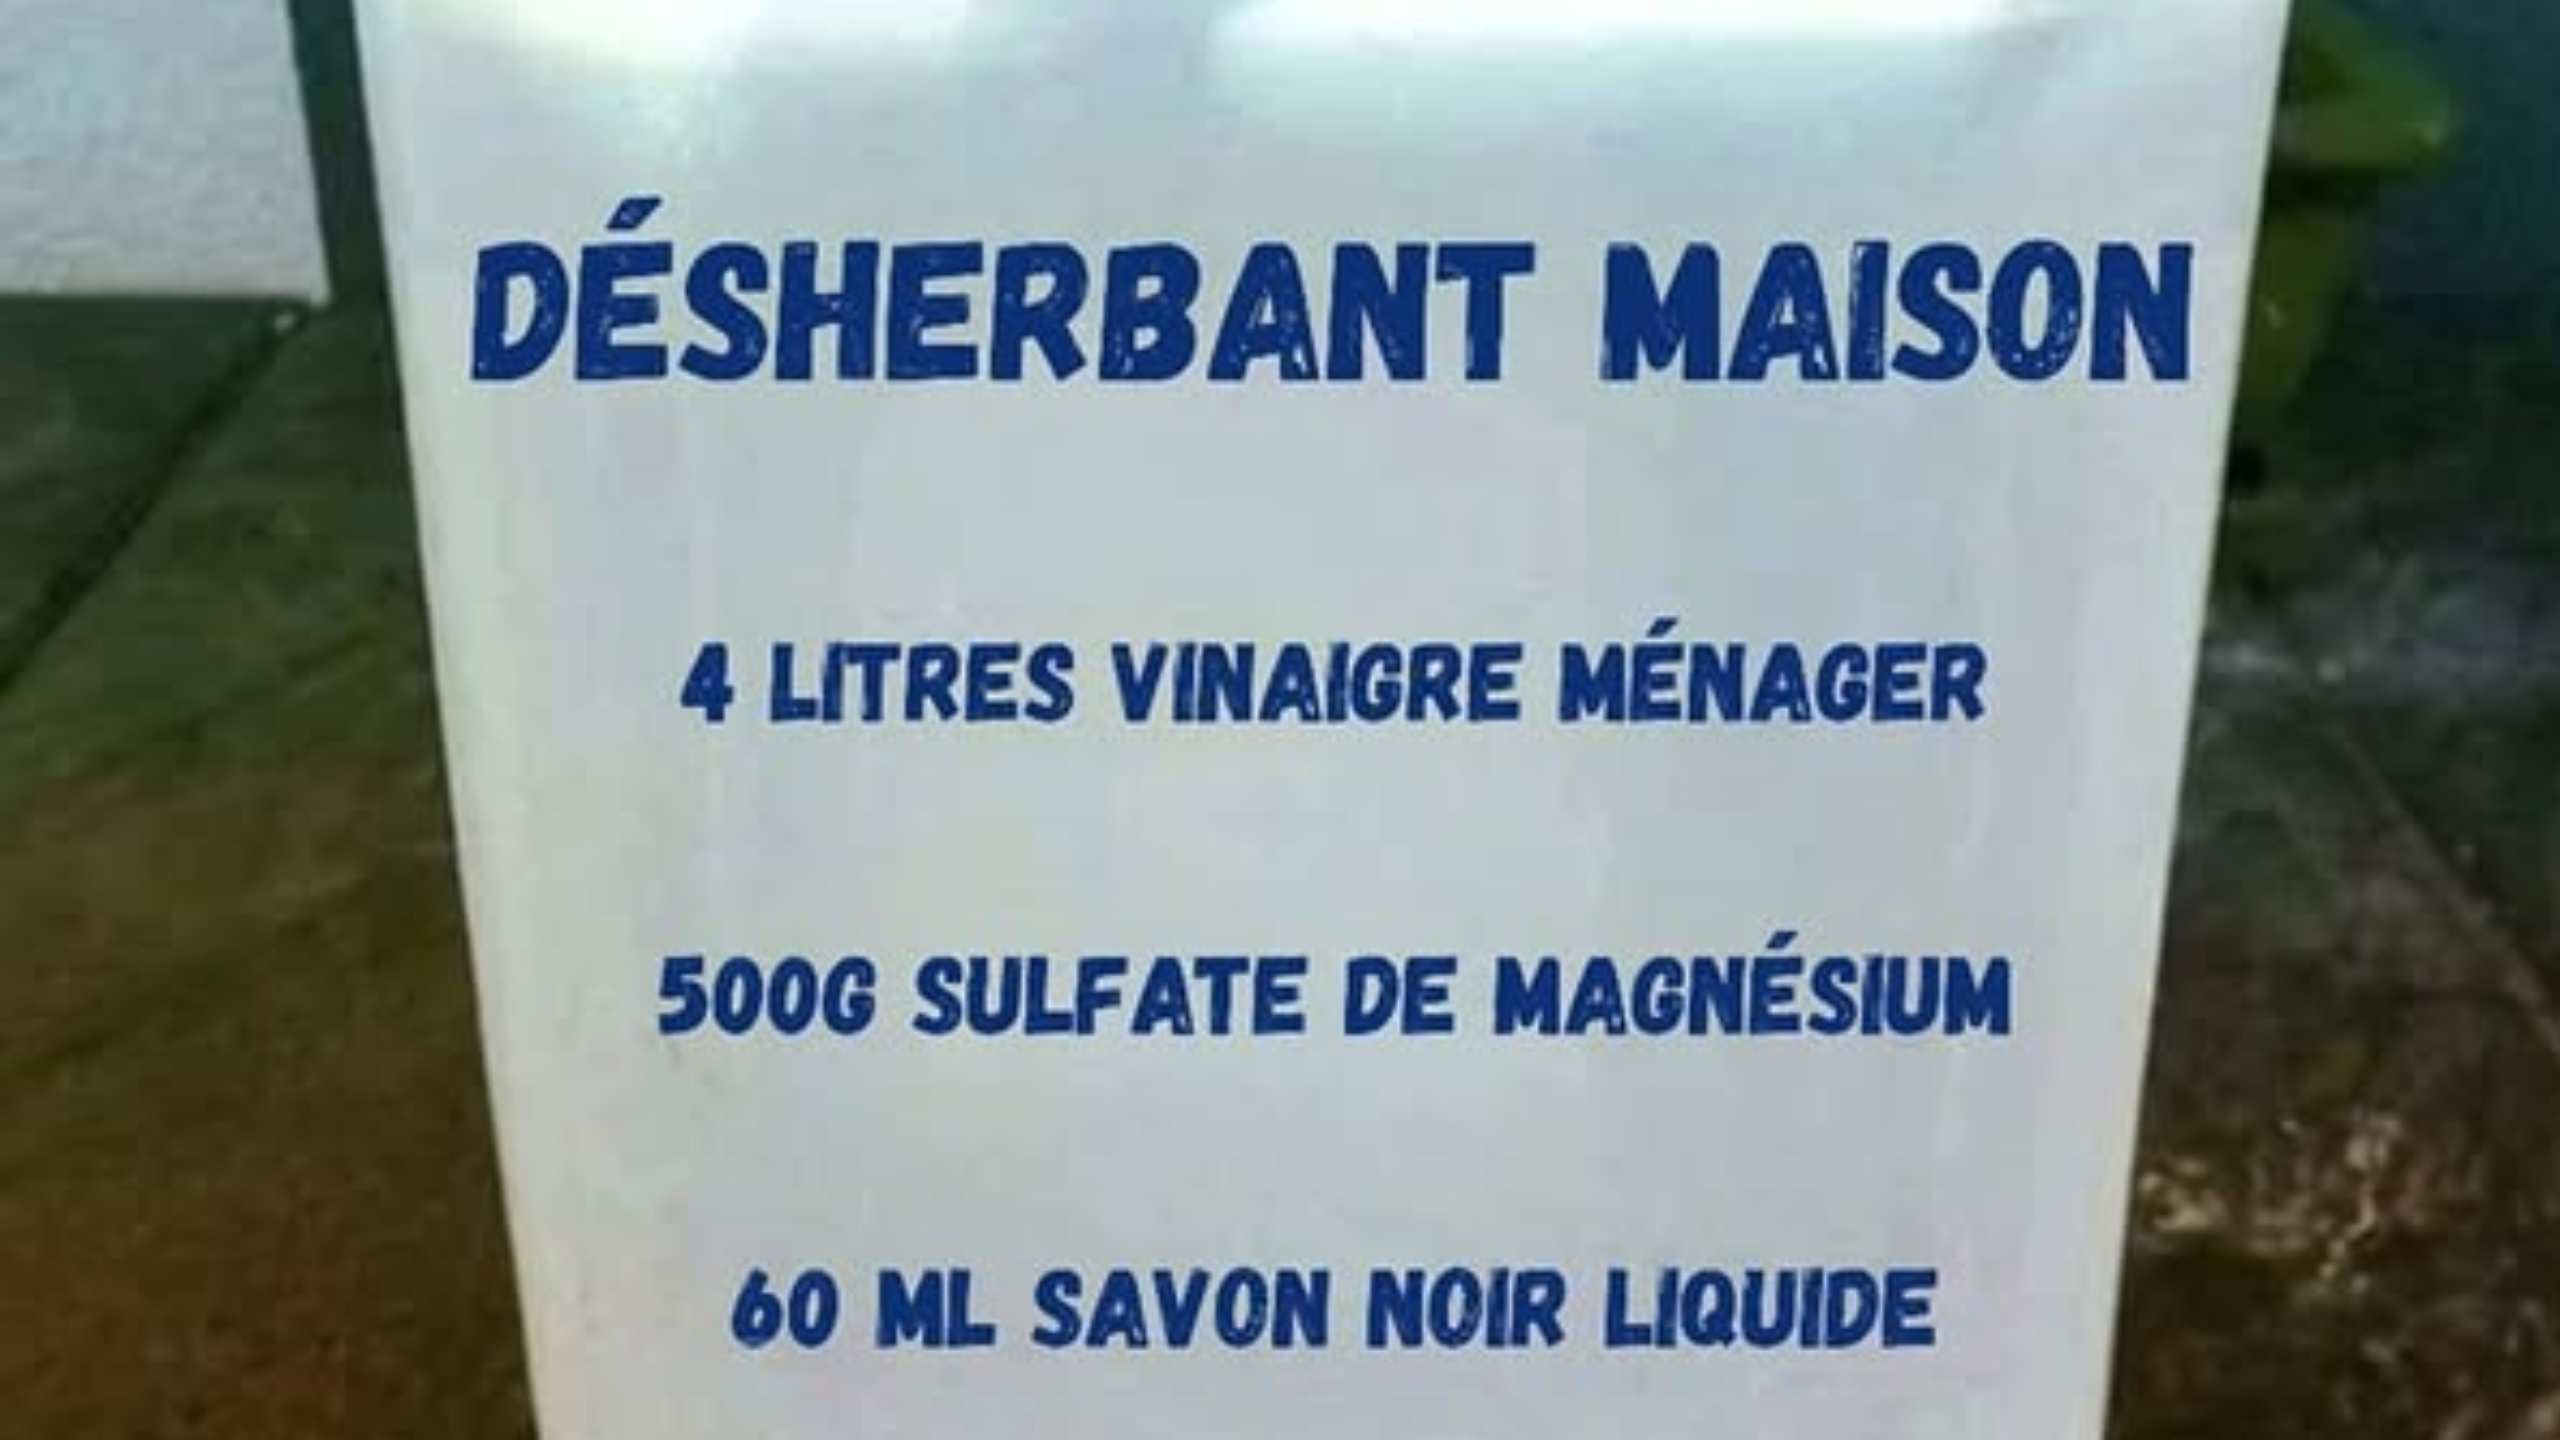 DÉSHERBANT MAISON
4 LITRES VINAIGRE MÉNAGER
500G SULFATE DE MAGNÉSIUM
60 ML SAVON NOIR LIQUIDE